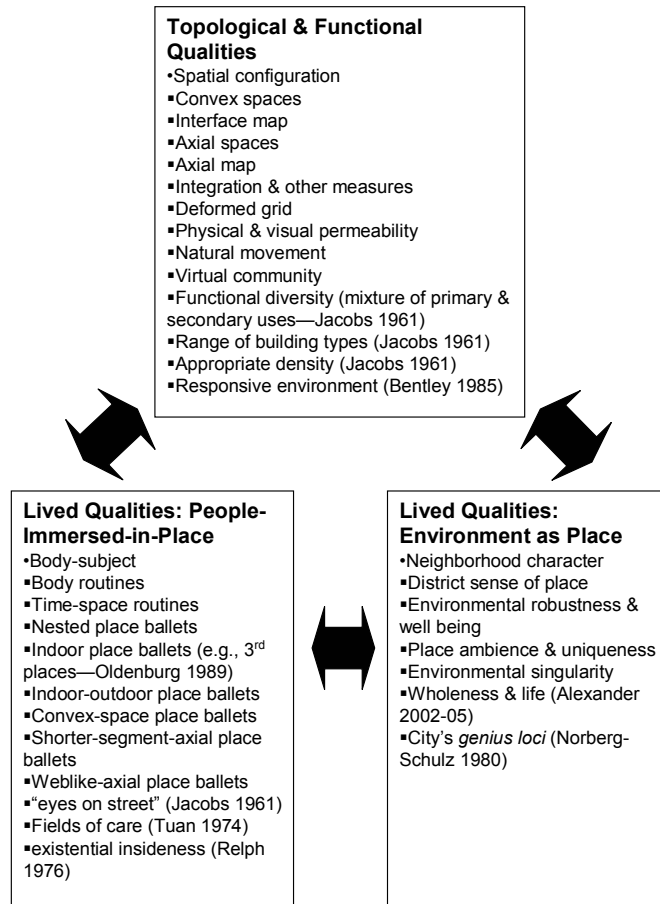 Topological & Functional
Qualities
•Spatial configuration
▪Convex spaces
▪Interface map
▪Axial spaces
▪Axial map
▪Integration & other measures
▪Deformed grid
▪Physical & visual permeability
▪Natural movement
▪Virtual community
▪Functional diversity (mixture of primary &
secondary uses—Jacobs 1961)
▪Range of building types (Jacobs 1961)
▪Appropriate density (Jacobs 1961)
▪Responsive environment (Bentley 1985)
Lived Qualities: People-
Immersed-in-Place
•Body-subject
▪Body routines
▪Time-space routines
▪Nested place ballets
▪Indoor place ballets (e.g., 3rd
places—Oldenburg 1989)
▪Indoor-outdoor place ballets
▪Convex-space place ballets
▪Shorter-segment-axial place
ballets
▪Weblike-axial place ballets
▪“eyes on street” (Jacobs 1961)
▪Fields of care (Tuan 1974)
▪existential insideness (Relph
1976)
Lived Qualities:
Environment as Place
•Neighborhood character
▪District sense of place
▪Environmental robustness &
well being
▪Place ambience & uniqueness
▪Environmental singularity
▪Wholeness & life (Alexander
2002-05)
▪City’s genius loci (Norberg-
Schulz 1980)